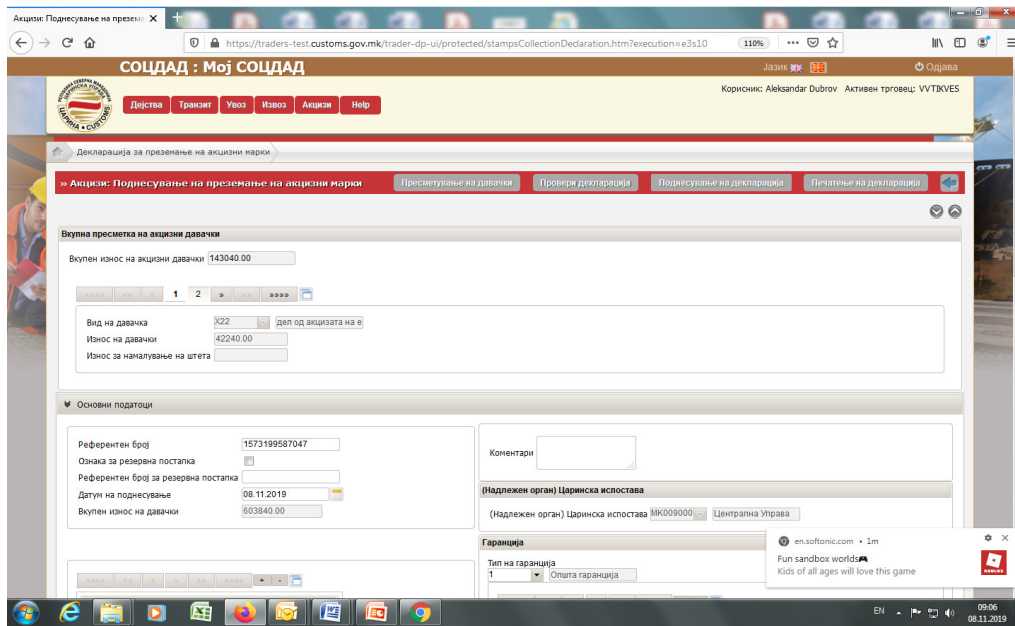 Акцизи: Поднесување на презема
https://traders-test.customs.gov.mk/trader-dp-ui/protected/stampsCollectionDedaration.htm?execution=e3s10
110%
СОЦДАД : Мој СОЦДАД
Јазик
Одјава
Корисник: Aleksandar Dubrov Активен трговец: VVTIKVES
Дејства Транзит Увоз Извоз Акцизи Help
Декларација за преземање на акцизни марки
» Акцизи: Поднесување на преземање на акцизни марки
Пресметување на давачки
Провери декларација
Поднесување на декларација
Печатење на декларација
Вкупна пресметка на акцизни давачки
Вкупен износ на акцизни давачки 143040.00
«««« «« « 1 2 » »» »»»»
Вид на давачка X22 - деп од акцизата на е
Износ на давачки 42240.00
Износ за намалување на штета
Основни податоци
Референтен број 1573199587047
Ознака за резервна постапка
Референтен број за резервна постапка
Датум на поднесување 08.11.2019
Вкупен износ на давачки 603840.00
Коментари
(Надлежен орган) Царинска испостава
(Надлежен орган) Царинска испостава MK009000 - Централна Управа
Гаранција
Тип на гаранција
1 Општа гаранција
«««« «« « » »» »»»» + -
en.softonic.com • 1m
Fun sandbox worlds🎮
Kids of all ages will love this game
ROBLOX
EN
09:06
08.11.2019